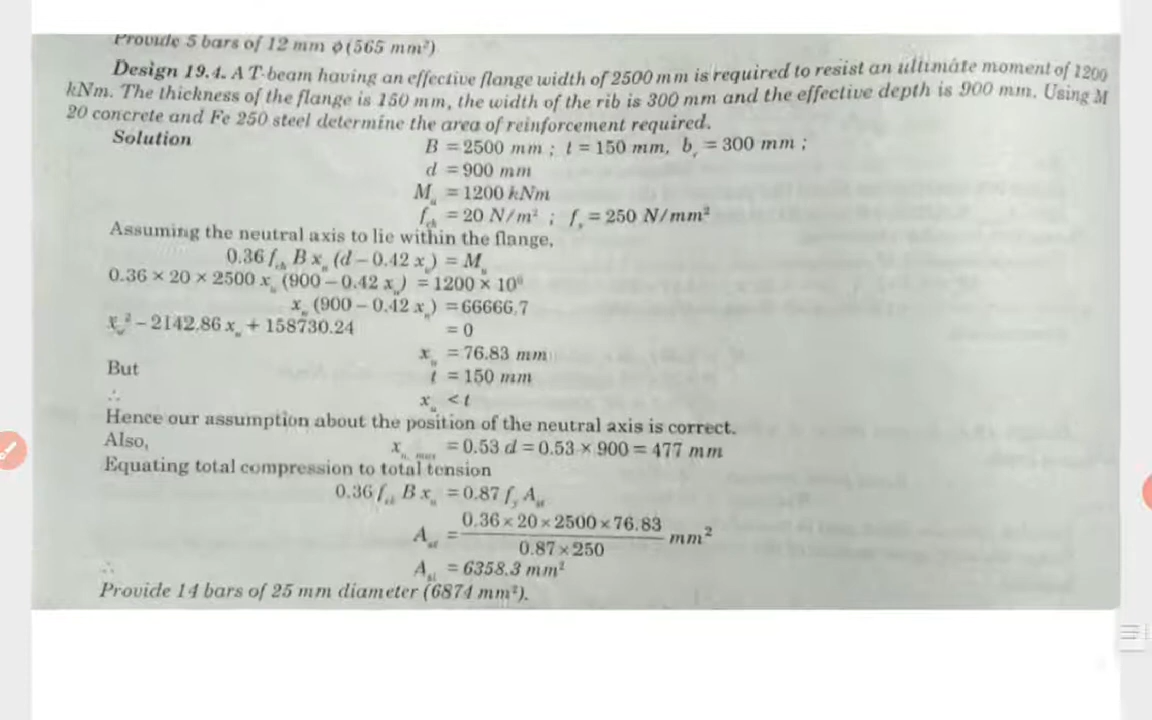 Provide 5 bars of 12 mm ϕ (565 mm²)
Design 19.4. A T-beam having an effective flange width of 2500 mm is required to resist an ultimate moment of 1200
kNm. The thickness of the flange is 150 mm, the width of the rib is 300 mm and the effective depth is 900 mm. Using M
20 concrete and Fe 250 steel determine the area of reinforcement required.
Solution
B = 2500 mm ; t = 150 mm, b_r = 300 mm ;
d = 900 mm
M_u = 1200 kNm
f_ck = 20 N/m² ; f_y = 250 N/mm²
Assuming the neutral axis to lie within the flange,
0.36 f_ck B x_u (d – 0.42 x_u) = M_u
0.36 × 20 × 2500 x_u (900 – 0.42 x_u) = 1200 × 10⁶
x_u (900 – 0.42 x_u) = 66666.7
x_u² – 2142.86 x_u + 158730.24 = 0
x_u = 76.83 mm
But t = 150 mm
∴ x_u < t
Hence our assumption about the position of the neutral axis is correct.
Also, x_u, max = 0.53 d = 0.53 × 900 = 477 mm
Equating total compression to total tension
0.36 f_ck B x_u = 0.87 f_y A_st
A_st = (0.36 × 20 × 2500 × 76.83)/(0.87 × 250) mm²
∴ A_st = 6358.3 mm²
Provide 14 bars of 25 mm diameter (6874 mm²).